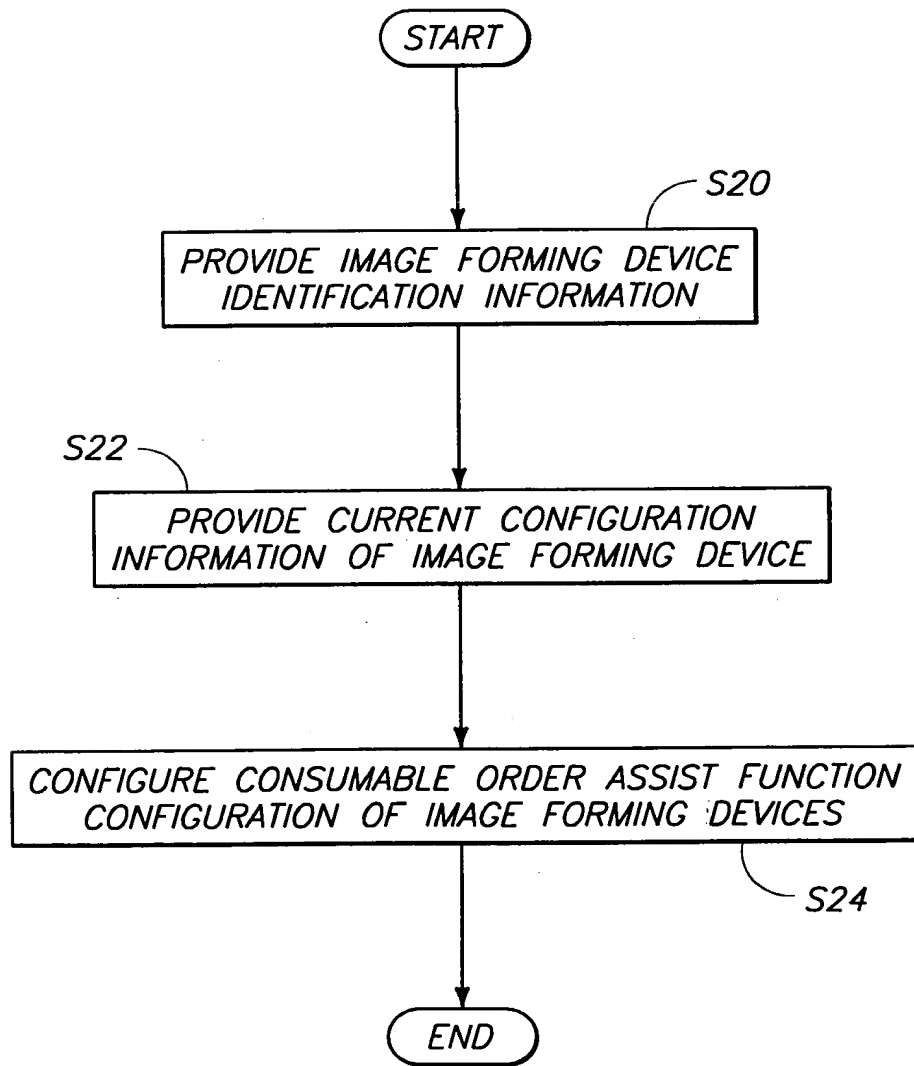 START
S20
PROVIDE IMAGE FORMING DEVICE
IDENTIFICATION INFORMATION
S22
PROVIDE CURRENT CONFIGURATION
INFORMATION OF IMAGE FORMING DEVICE
CONFIGURE CONSUMABLE ORDER ASSIST FUNCTION
CONFIGURATION OF IMAGE FORMING DEVICES
S24
END